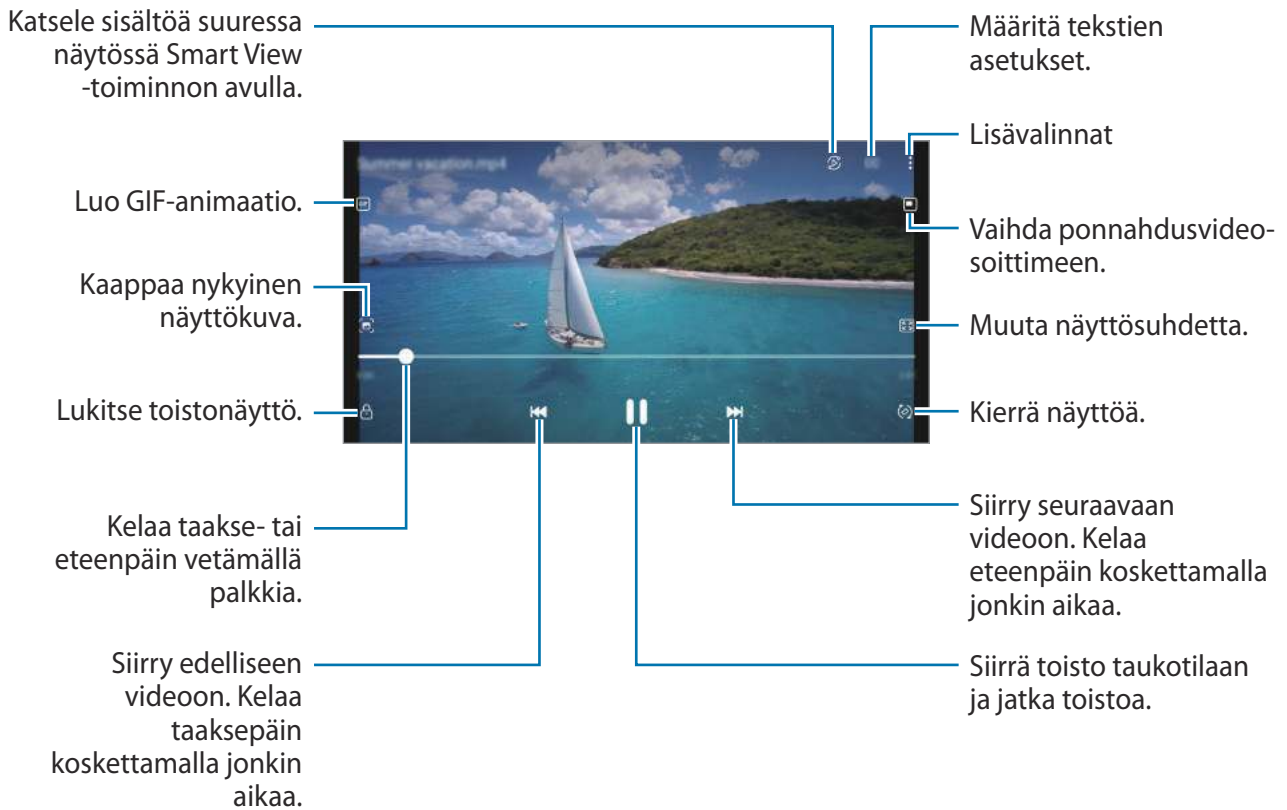 Katsele sisältöä suuressa
näytössä Smart View
-toiminnon avulla.
Luo GIF-animaatio.
Kaappaa nykyinen
näyttökuva.
Lukitse toistonäyttö.
Kelaa taakse- tai
eteenpäin vetämällä
palkkia.
Siirry edelliseen
videoon. Kelaa
taaksepäin
koskettamalla jonkin
aikaa.
Summer vacation.mp4
GIF
Määritä tekstien
asetukset.
Lisävalinnat
Vaihda ponnahdusvideo-
soittimeen.
Muuta näyttösuhdetta.
Kierrä näyttöä.
Siirry seuraavaan
videoon. Kelaa
eteenpäin koskettamalla
jonkin aikaa.
Siirrä toisto taukotilaan
ja jatka toistoa.